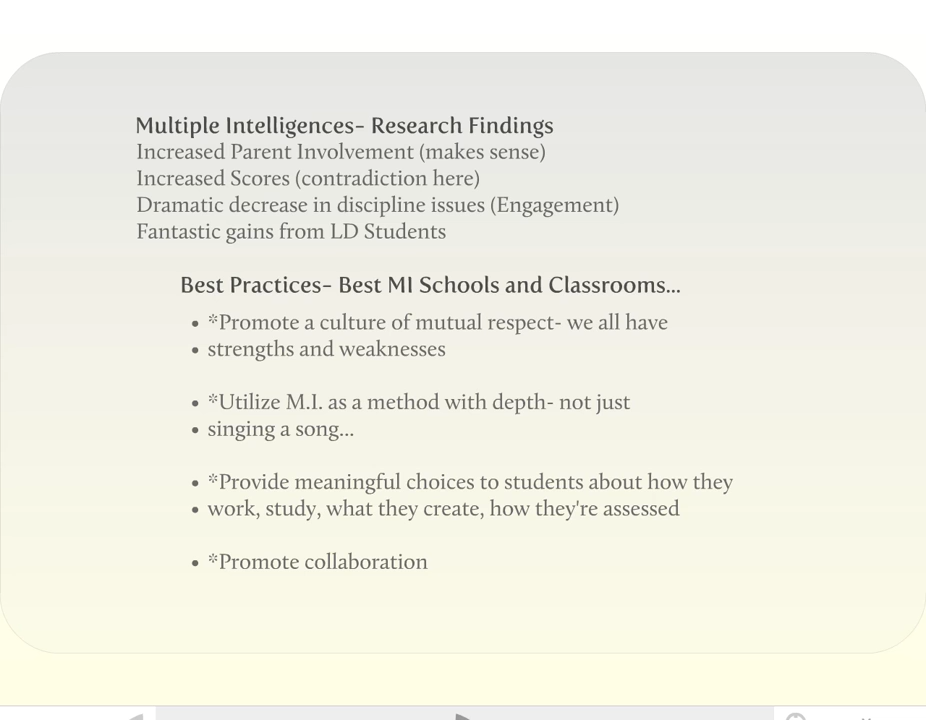 Multiple Intelligences- Research Findings
Increased Parent Involvement (makes sense)
Increased Scores (contradiction here)
Dramatic decrease in discipline issues (Engagement)
Fantastic gains from LD Students
Best Practices- Best MI Schools and Classrooms...
• *Promote a culture of mutual respect- we all have
• strengths and weaknesses
• *Utilize M.I. as a method with depth- not just
• singing a song...
• *Provide meaningful choices to students about how they
• work, study, what they create, how they're assessed
• *Promote collaboration